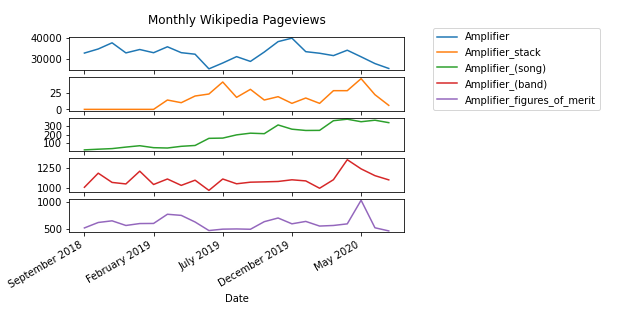 Monthly Wikipedia Pageviews
40000
30000
25
0
300
200
100
1250
1000
1000
500
September 2018
February 2019
July 2019
December 2019
May 2020
Date
Amplifier
Amplifier_stack
Amplifier_(song)
Amplifier_(band)
Amplifier_figures_of_merit